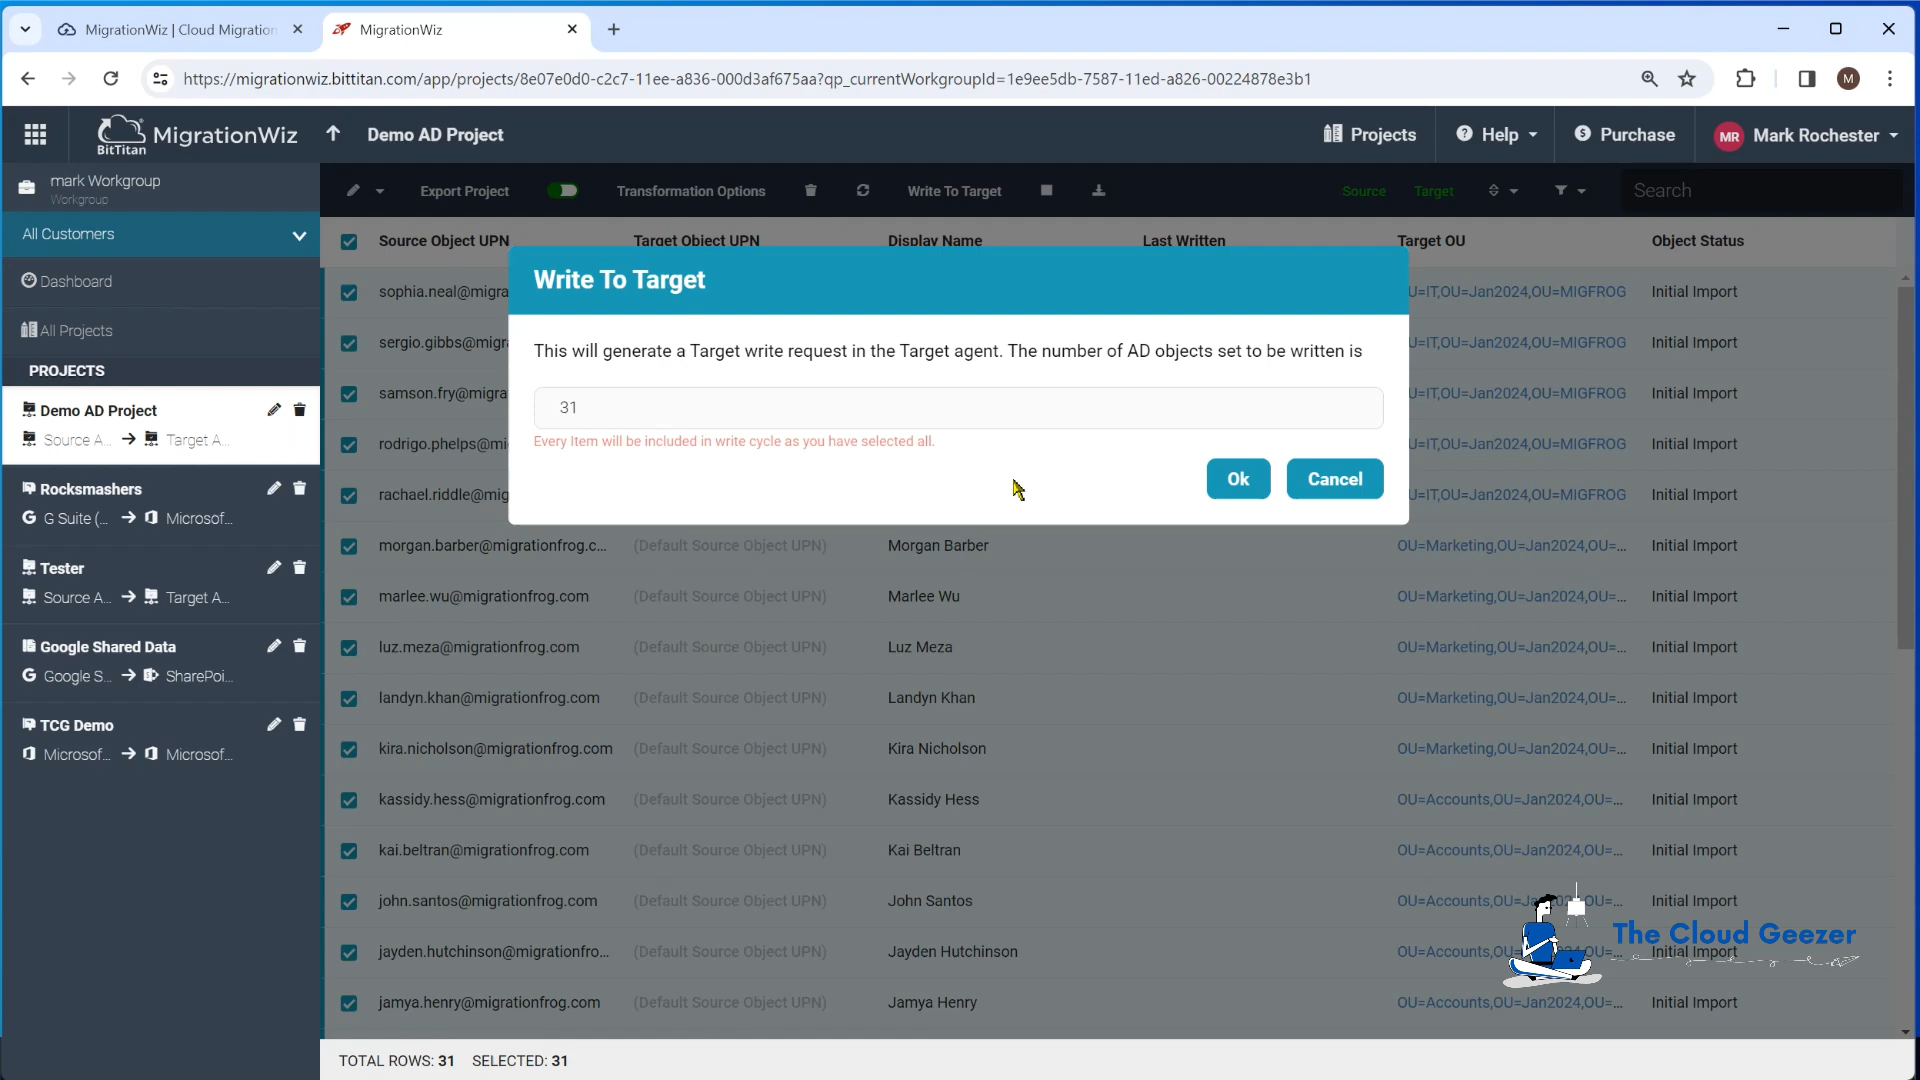 MigrationWiz | Cloud Migration
MigrationWiz
https://migrationwiz.bittitan.com/app/projects/8e07e0d0-c2c7-11ee-a836-000d3af675aa?qp_currentWorkgroupId=1e9ee5db-7587-11ed-a826-00224878e3b1
M
BitTitan MigrationWiz
Demo AD Project
Projects
Help
Purchase
MR Mark Rochester
mark Workgroup
Workgroup
Export Project
Transformation Options
Write To Target
Source
Target
Search
All Customers
Dashboard
All Projects
PROJECTS
Demo AD Project
Source A... Target A...
Rocksmashers
G Suite (... Microsof...
Tester
Source A... Target A...
Google Shared Data
Google S... SharePoi...
TCG Demo
Microsof... Microsof...
Source Object UPN Target Object UPN Display Name Last Written Target OU Object Status
Write To Target
This will generate a Target write request in the Target agent. The number of AD objects set to be written is
31
Every Item will be included in write cycle as you have selected all.
Ok
Cancel
sophia.neal@migra U=IT,OU=Jan2024,OU=MIGFROG Initial Import
sergio.gibbs@migra U=IT,OU=Jan2024,OU=MIGFROG Initial Import
samson.fry@migra U=IT,OU=Jan2024,OU=MIGFROG Initial Import
rodrigo.phelps@mi U=IT,OU=Jan2024,OU=MIGFROG Initial Import
rachael.riddle@mig U=IT,OU=Jan2024,OU=MIGFROG Initial Import
morgan.barber@migrationfrog.c... (Default Source Object UPN) Morgan Barber OU=Marketing,OU=Jan2024,OU=... Initial Import
marlee.wu@migrationfrog.com (Default Source Object UPN) Marlee Wu OU=Marketing,OU=Jan2024,OU=... Initial Import
luz.meza@migrationfrog.com (Default Source Object UPN) Luz Meza OU=Marketing,OU=Jan2024,OU=... Initial Import
landyn.khan@migrationfrog.com (Default Source Object UPN) Landyn Khan OU=Marketing,OU=Jan2024,OU=... Initial Import
kira.nicholson@migrationfrog.com (Default Source Object UPN) Kira Nicholson OU=Marketing,OU=Jan2024,OU=... Initial Import
kassidy.hess@migrationfrog.com (Default Source Object UPN) Kassidy Hess OU=Accounts,OU=Jan2024,OU=... Initial Import
kai.beltran@migrationfrog.com (Default Source Object UPN) Kai Beltran OU=Accounts,OU=Jan2024,OU=... Initial Import
john.santos@migrationfrog.com (Default Source Object UPN) John Santos OU=Accounts,OU=Ja OU=... Initial Import
jayden.hutchinson@migrationfro... (Default Source Object UPN) Jayden Hutchinson OU=Accounts,OU= OU=... Initial Import
jamya.henry@migrationfrog.com (Default Source Object UPN) Jamya Henry OU=Accounts,OU=Jan2024,OU=... Initial Import
The Cloud Geezer
TOTAL ROWS: 31 SELECTED: 31